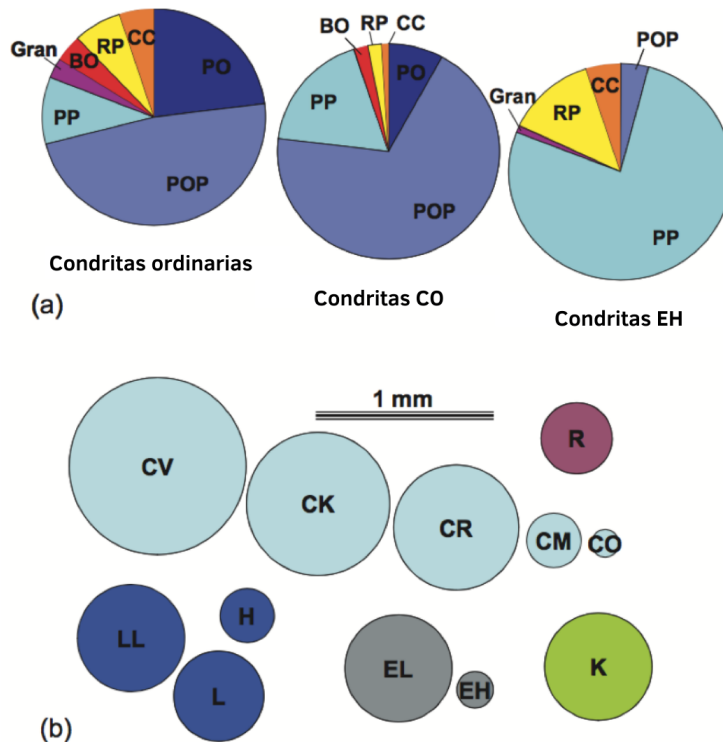 CC
RP
BO
Gran
PO
PP
POP
Condritas ordinarias
RP
CC
BO
PO
PP
POP
Condritas CO
POP
CC
Gran
RP
PP
Condritas EH
(a)
1 mm
R
CV
CK
CR
CM
CO
H
LL
L
EL
EH
K
(b)